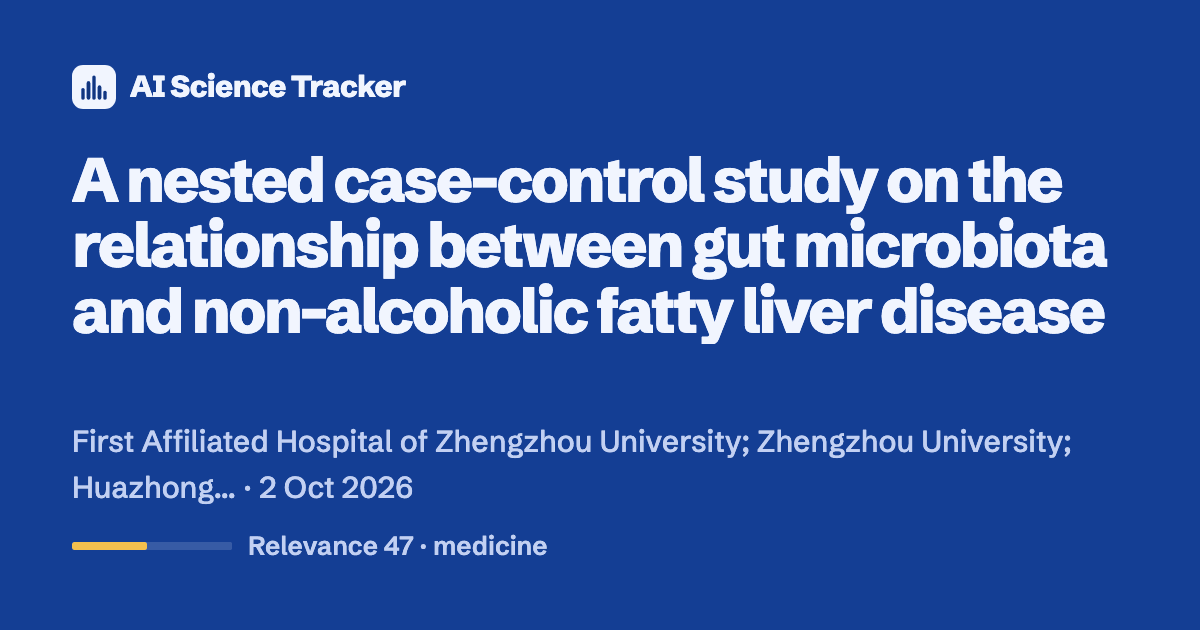 AI Science Tracker
A nested case-control study on the
relationship between gut microbiota
and non-alcoholic fatty liver disease
First Affiliated Hospital of Zhengzhou University; Zhengzhou University;
Huazhong... · 2 Oct 2026
Relevance 47 · medicine